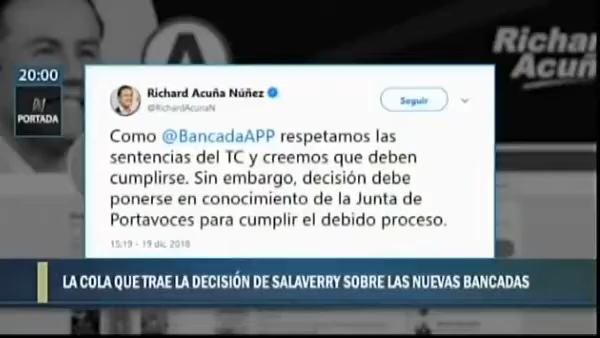 Richar
Acuñ
20:00
PORTADA
Richard Acuña Núñez
@RichardAcunaN
Seguir
Como @BancadaAPP respetamos las
sentencias del TC y creemos que deben
cumplirse. Sin embargo, decisión debe
ponerse en conocimiento de la Junta de
Portavoces para cumplir el debido proceso.
15:19 - 19 dic. 2018
LA COLA QUE TRAE LA DECISIÓN DE SALAVERRY SOBRE LAS NUEVAS BANCADAS